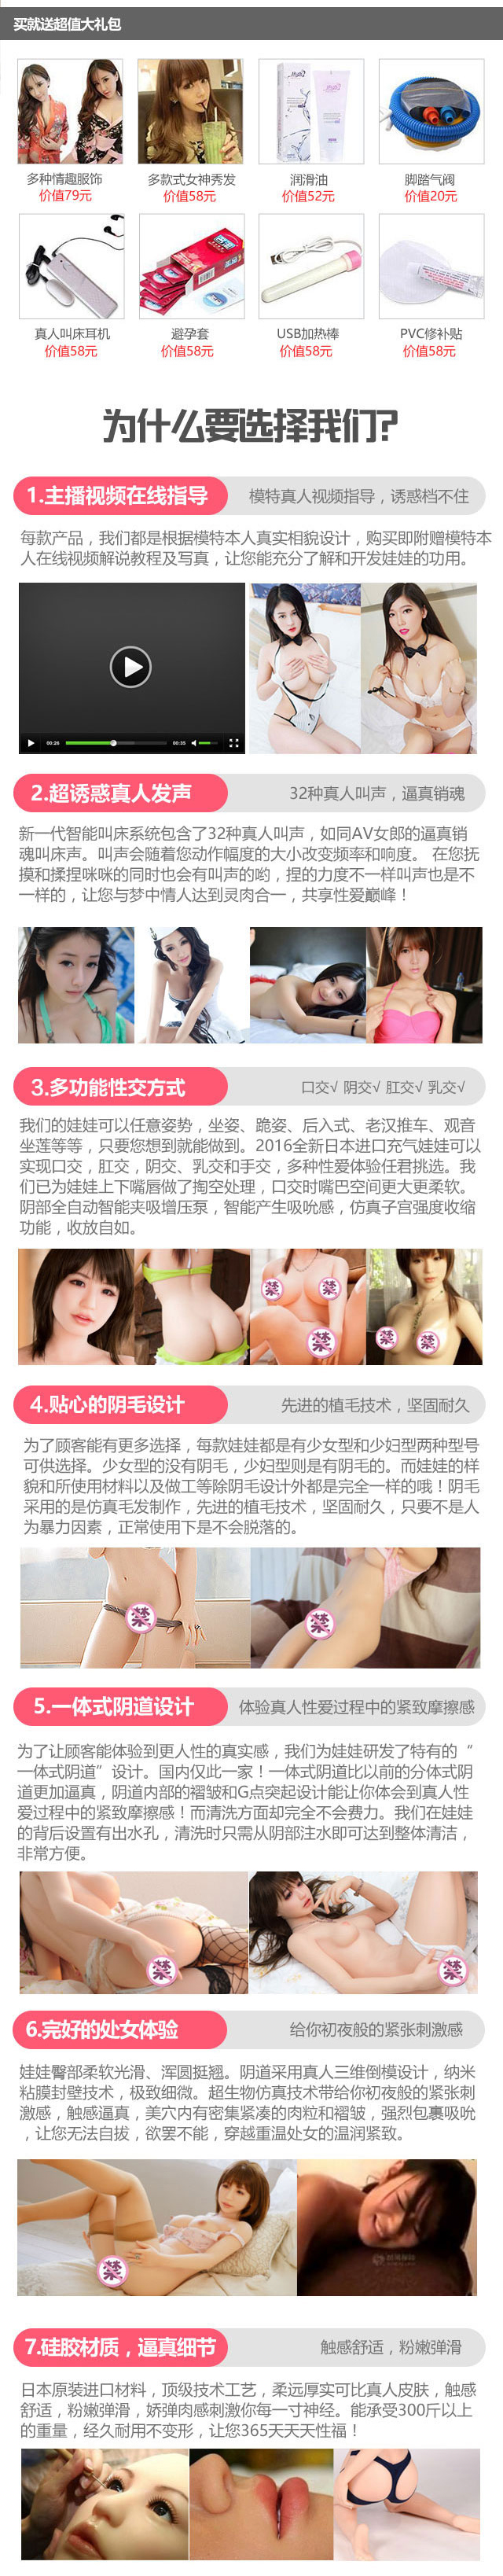 买就送超值大礼包
多种情趣服饰
价值79元
多款式女神秀发
价值58元
润滑油
价值52元
脚踏气阀
价值20元
真人叫床耳机
价值58元
避孕套
价值58元
USB加热棒
价值58元
PVC修补贴
价值58元
为什么要选择我们?
1.主播视频在线指导
模特真人视频指导，诱惑档不住
每款产品，我们都是根据模特本人真实相貌设计，购买即附赠模特本
人在线视频解说教程及写真，让您能充分了解和开发娃娃的功用。
00:26
00:35
2.超诱惑真人发声
32种真人叫声，逼真销魂
新一代智能叫床系统包含了32种真人叫声，如同AV女郎的逼真销
魂叫床声。叫声会随着您动作幅度的大小改变频率和响度。 在您抚
摸和揉捏咪咪的同时也会有叫声的哟，捏的力度不一样叫声也是不
一样的，让您与梦中情人达到灵肉合一，共享性爱巅峰！
3.多功能性交方式
口交√ 阴交√ 肛交√ 乳交√
我们的娃娃可以任意姿势，坐姿、跪姿、后入式、老汉推车、观音
坐莲等等，只要您想到就能做到。2016全新日本进口充气娃娃可以
实现口交，肛交，阴交、乳交和手交，多种性爱体验任君挑选。我
们已为娃娃上下嘴唇做了掏空处理，口交时嘴巴空间更大更柔软。
阴部全自动智能夹吸增压泵，智能产生吸吮感，仿真子宫强度收缩
功能，收放自如。
禁
禁
禁
禁
禁
4.贴心的阴毛设计
先进的植毛技术，坚固耐久
为了顾客能有更多选择，每款娃娃都是有少女型和少妇型两种型号
可供选择。少女型的没有阴毛，少妇型则是有阴毛的。而娃娃的样
貌和所使用材料以及做工等除阴毛设计外都是完全一样的哦！阴毛
采用的是仿真毛发制作，先进的植毛技术，坚固耐久，只要不是人
为暴力因素，正常使用下是不会脱落的。
禁
禁
5.一体式阴道设计
体验真人性爱过程中的紧致摩擦感
为了让顾客能体验到更人性的真实感，我们为娃娃研发了特有的“
一体式阴道”设计。国内仅此一家！一体式阴道比以前的分体式阴
道更加逼真，阴道内部的褶皱和G点突起设计能让你体会到真人性
爱过程中的紧致摩擦感！而清洗方面却完全不会费力。我们在娃娃
的背后设置有出水孔，清洗时只需从阴部注水即可达到整体清洁，
非常方便。
禁
禁
6.完好的处女体验
给你初夜般的紧张刺激感
娃娃臀部柔软光滑、浑圆挺翘。阴道采用真人三维倒模设计，纳米
粘膜封壁技术，极致细微。超生物仿真技术带给你初夜般的紧张刺
激感，触感逼真，美穴内有密集紧凑的肉粒和褶皱，强烈包裹吸吮
，让您无法自拔，欲罢不能，穿越重温处女的温润紧致。
禁
7.硅胶材质，逼真细节
触感舒适，粉嫩弹滑
日本原装进口材料，顶级技术工艺，柔远厚实可比真人皮肤，触感
舒适，粉嫩弹滑，娇弹肉感刺激你每一寸神经。能承受300斤以上
的重量，经久耐用不变形，让您365天天天性福！